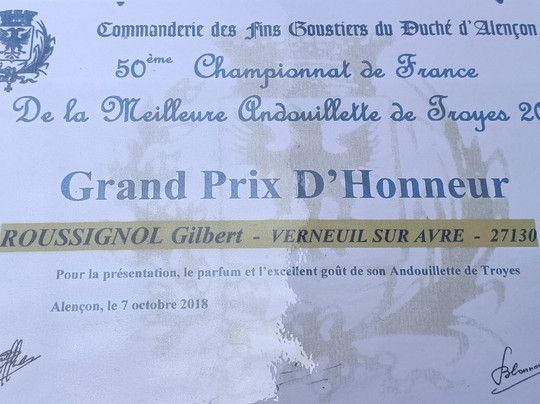 Commanderie des Fins Goustiers du Duché d'Alençon
50ème Championnat de France
De la Meilleure Andouillette de Troyes 20
Grand Prix D'Honneur
ROUSSIGNOL Gilbert - VERNEUIL SUR AVRE - 27130
Pour la présentation, le parfum et l'excellent goût de son Andouillette de Troyes
Alençon, le 7 octobre 2018